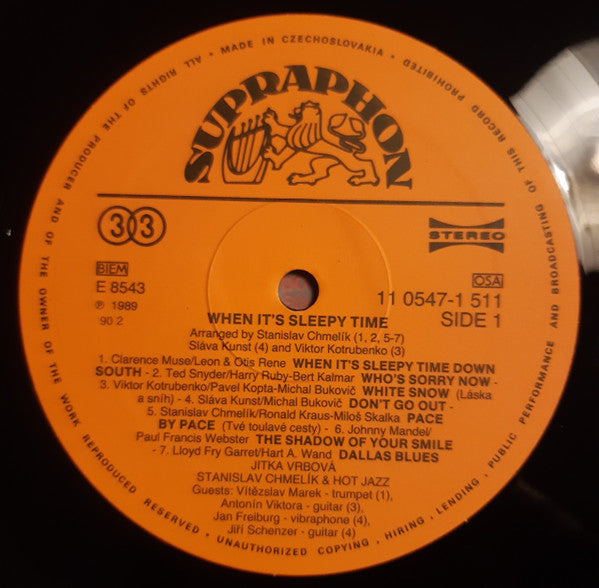 ALL RIGHTS OF THE PRODUCER AND OF THE OWNER OF THE WORK REPRODUCED RESERVED • UNAUTHORIZED COPYING, HIRING, LENDING, PUBLIC PERFORMANCE AND BROADCASTING OF THIS RECORD PROHIBITED • MADE IN CZECHOSLOVAKIA •
SUPRAPHON
33
STEREO
BIEM
OSA
E 8543
11 0547-1 511
℗ 1989
SIDE 1
90 2
WHEN IT'S SLEEPY TIME
Arranged by Stanislav Chmelík (1, 2, 5-7)
Sláva Kunst (4) and Viktor Kotrubenko (3)
1. Clarence Muse/Leon & Otis Rene WHEN IT'S SLEEPY TIME DOWN
SOUTH - 2. Ted Snyder/Harry Ruby-Bert Kalmar WHO'S SORRY NOW -
3. Viktor Kotrubenko/Pavel Kopta-Michal Bukovič WHITE SNOW (Láska
a sníh) - 4. Sláva Kunst/Michal Bukovič DON'T GO OUT -
5. Stanislav Chmelík/Ronald Kraus-Miloš Skalka PACE
BY PACE (Tvé toulavé cesty) - 6. Johnny Mandel/
Paul Francis Webster THE SHADOW OF YOUR SMILE
- 7. Lloyd Fry Garret/Hart A. Wand DALLAS BLUES
JITKA VRBOVÁ
STANISLAV CHMELÍK & HOT JAZZ
Guests: Vítězslav Marek - trumpet (1),
Antonín Viktora - guitar (3),
Jan Freiburg - vibraphone (4),
Jiří Schenzer - guitar (4)